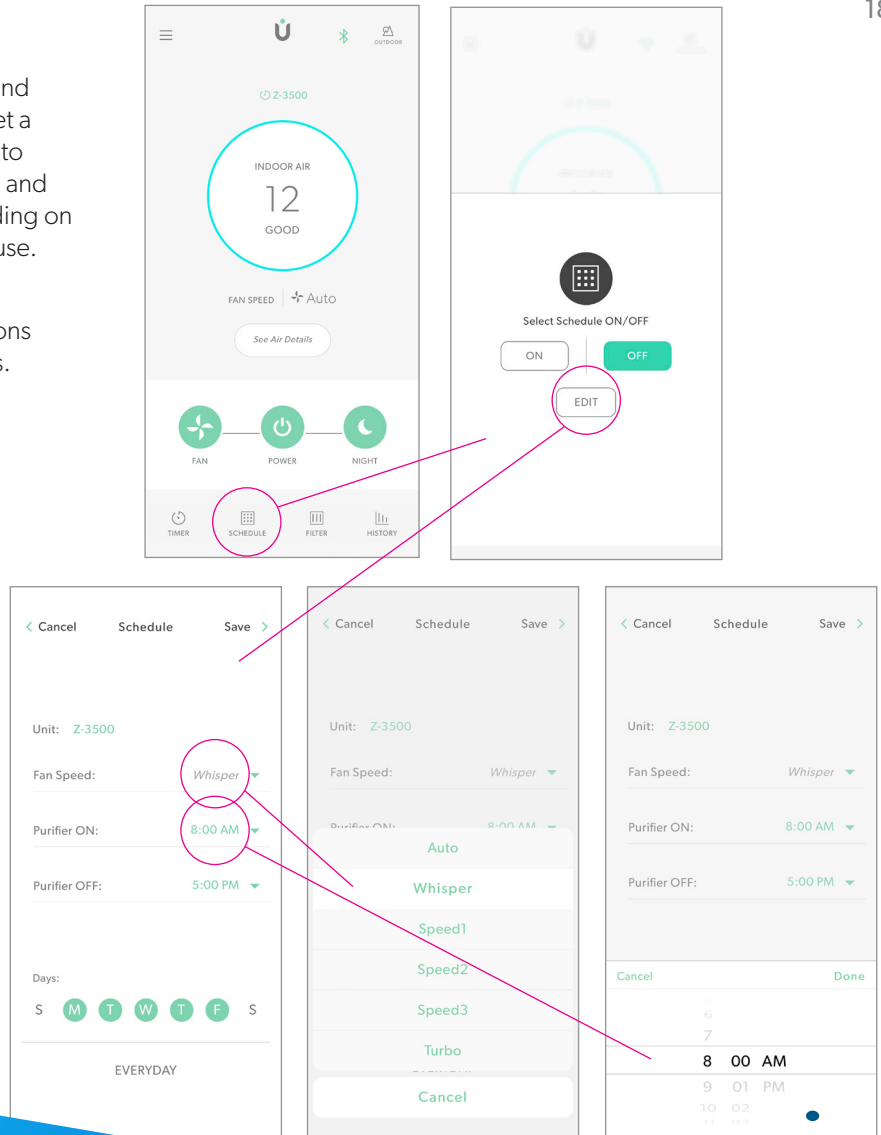 18
nd
et a
to
and
ding on
use.
ons
s.
OUTDOOR
Z-3500
INDOOR AIR
12
GOOD
FAN SPEED Auto
See Air Details
FAN POWER NIGHT
TIMER SCHEDULE FILTER HISTORY
Select Schedule ON/OFF
ON OFF
EDIT
Cancel Schedule Save
Unit: Z-3500
Fan Speed: Whisper
Purifier ON: 8:00 AM
Purifier OFF: 5:00 PM
Days:
S M T W T F S
EVERYDAY
Cancel Schedule Save
Unit: Z-3500
Fan Speed: Whisper
Purifier ON: 8:00 AM
Auto
Whisper
Speed1
Speed2
Speed3
Turbo
Cancel
Cancel Schedule Save
Unit: Z-3500
Fan Speed: Whisper
Purifier ON: 8:00 AM
Purifier OFF: 5:00 PM
Cancel Done
6
7
8 00 AM
9 01 PM
10 02